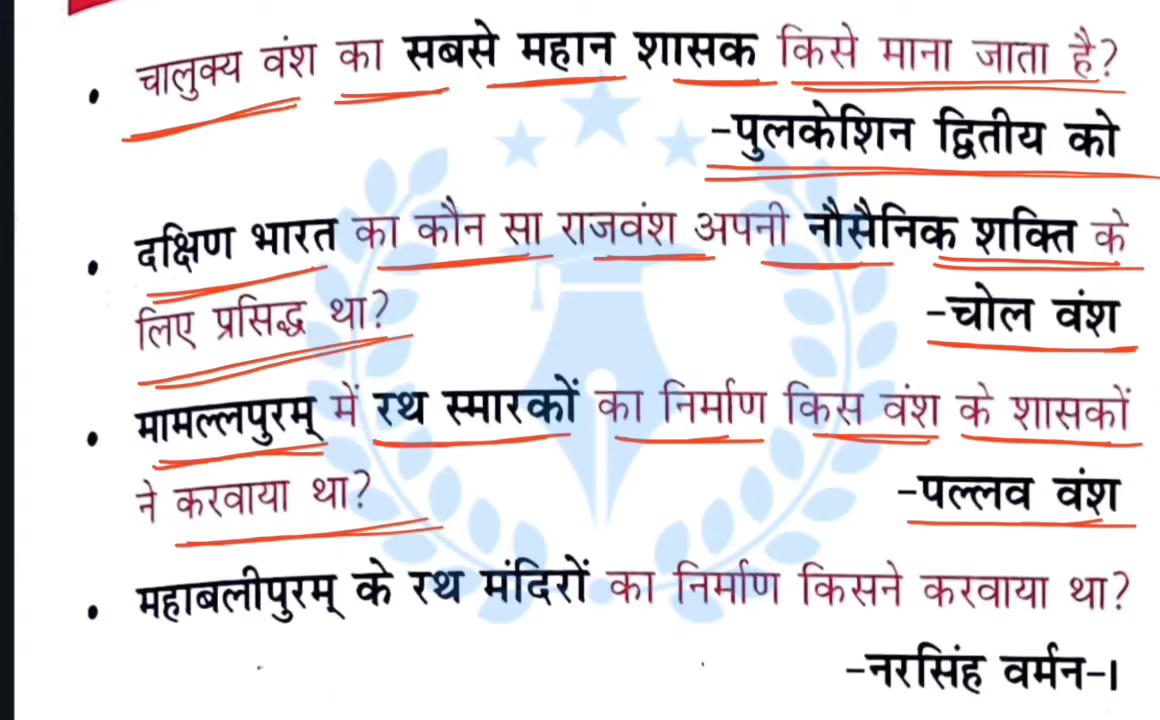 • चालुक्य वंश का सबसे महान शासक किसे माना जाता है?
-पुलकेशिन द्वितीय को
• दक्षिण भारत का कौन सा राजवंश अपनी नौसैनिक शक्ति के
लिए प्रसिद्ध था?
-चोल वंश
• मामल्लपुरम् में रथ स्मारकों का निर्माण किस वंश के शासकों
ने करवाया था?
-पल्लव वंश
• महाबलीपुरम् के रथ मंदिरों का निर्माण किसने करवाया था?
-नरसिंह वर्मन-I